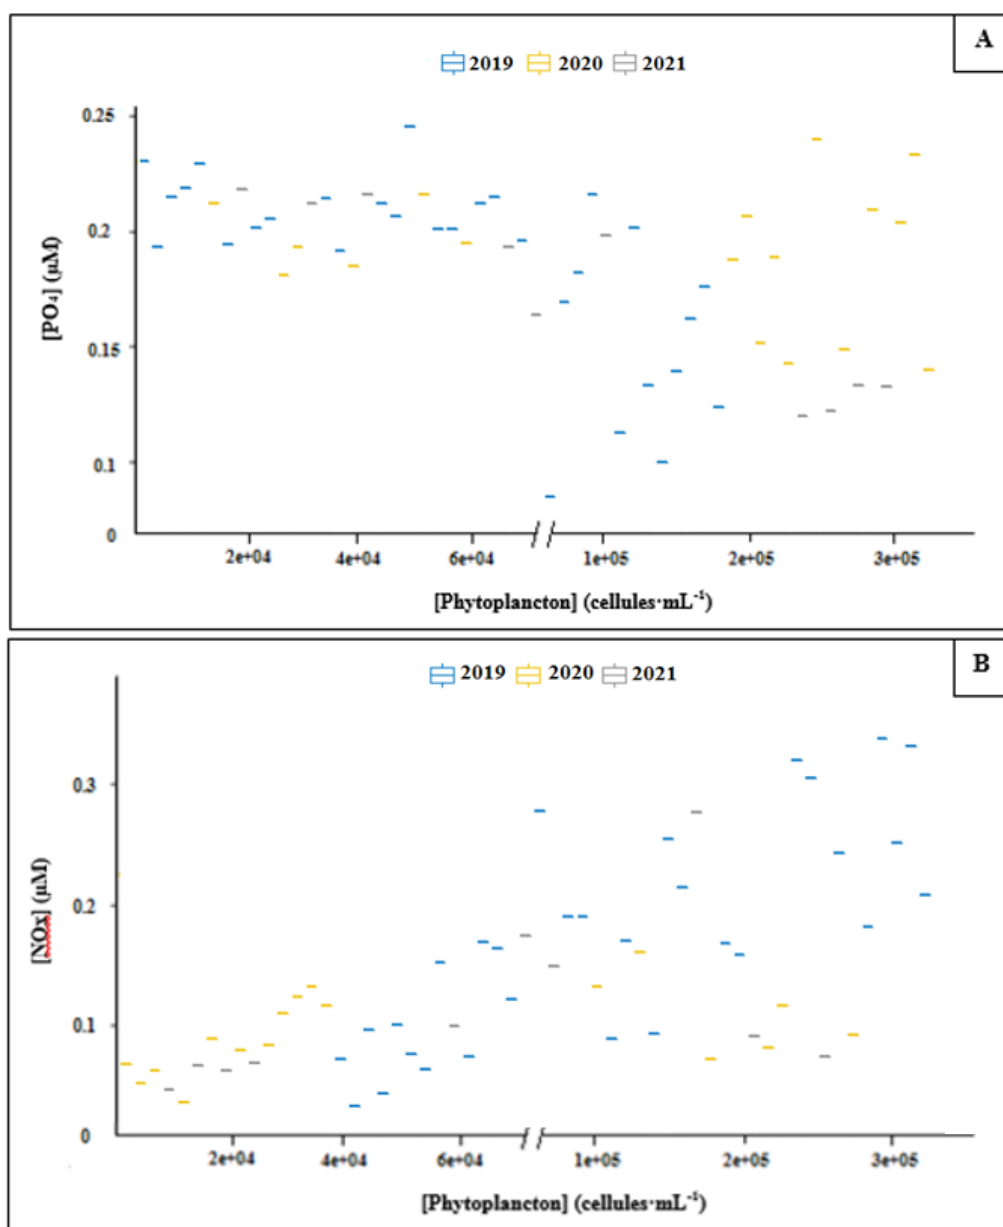 A
2019 2020 2021
0.25
0.2
0.15
0.1
0
[PO₄] (µM)
2e+04 4e+04 6e+04 1e+05 2e+05 3e+05
[Phytoplancton] (cellules·mL⁻¹)
B
2019 2020 2021
0.3
0.2
0.1
0
[NOx] (µM)
2e+04 4e+04 6e+04 1e+05 2e+05 3e+05
[Phytoplancton] (cellules·mL⁻¹)